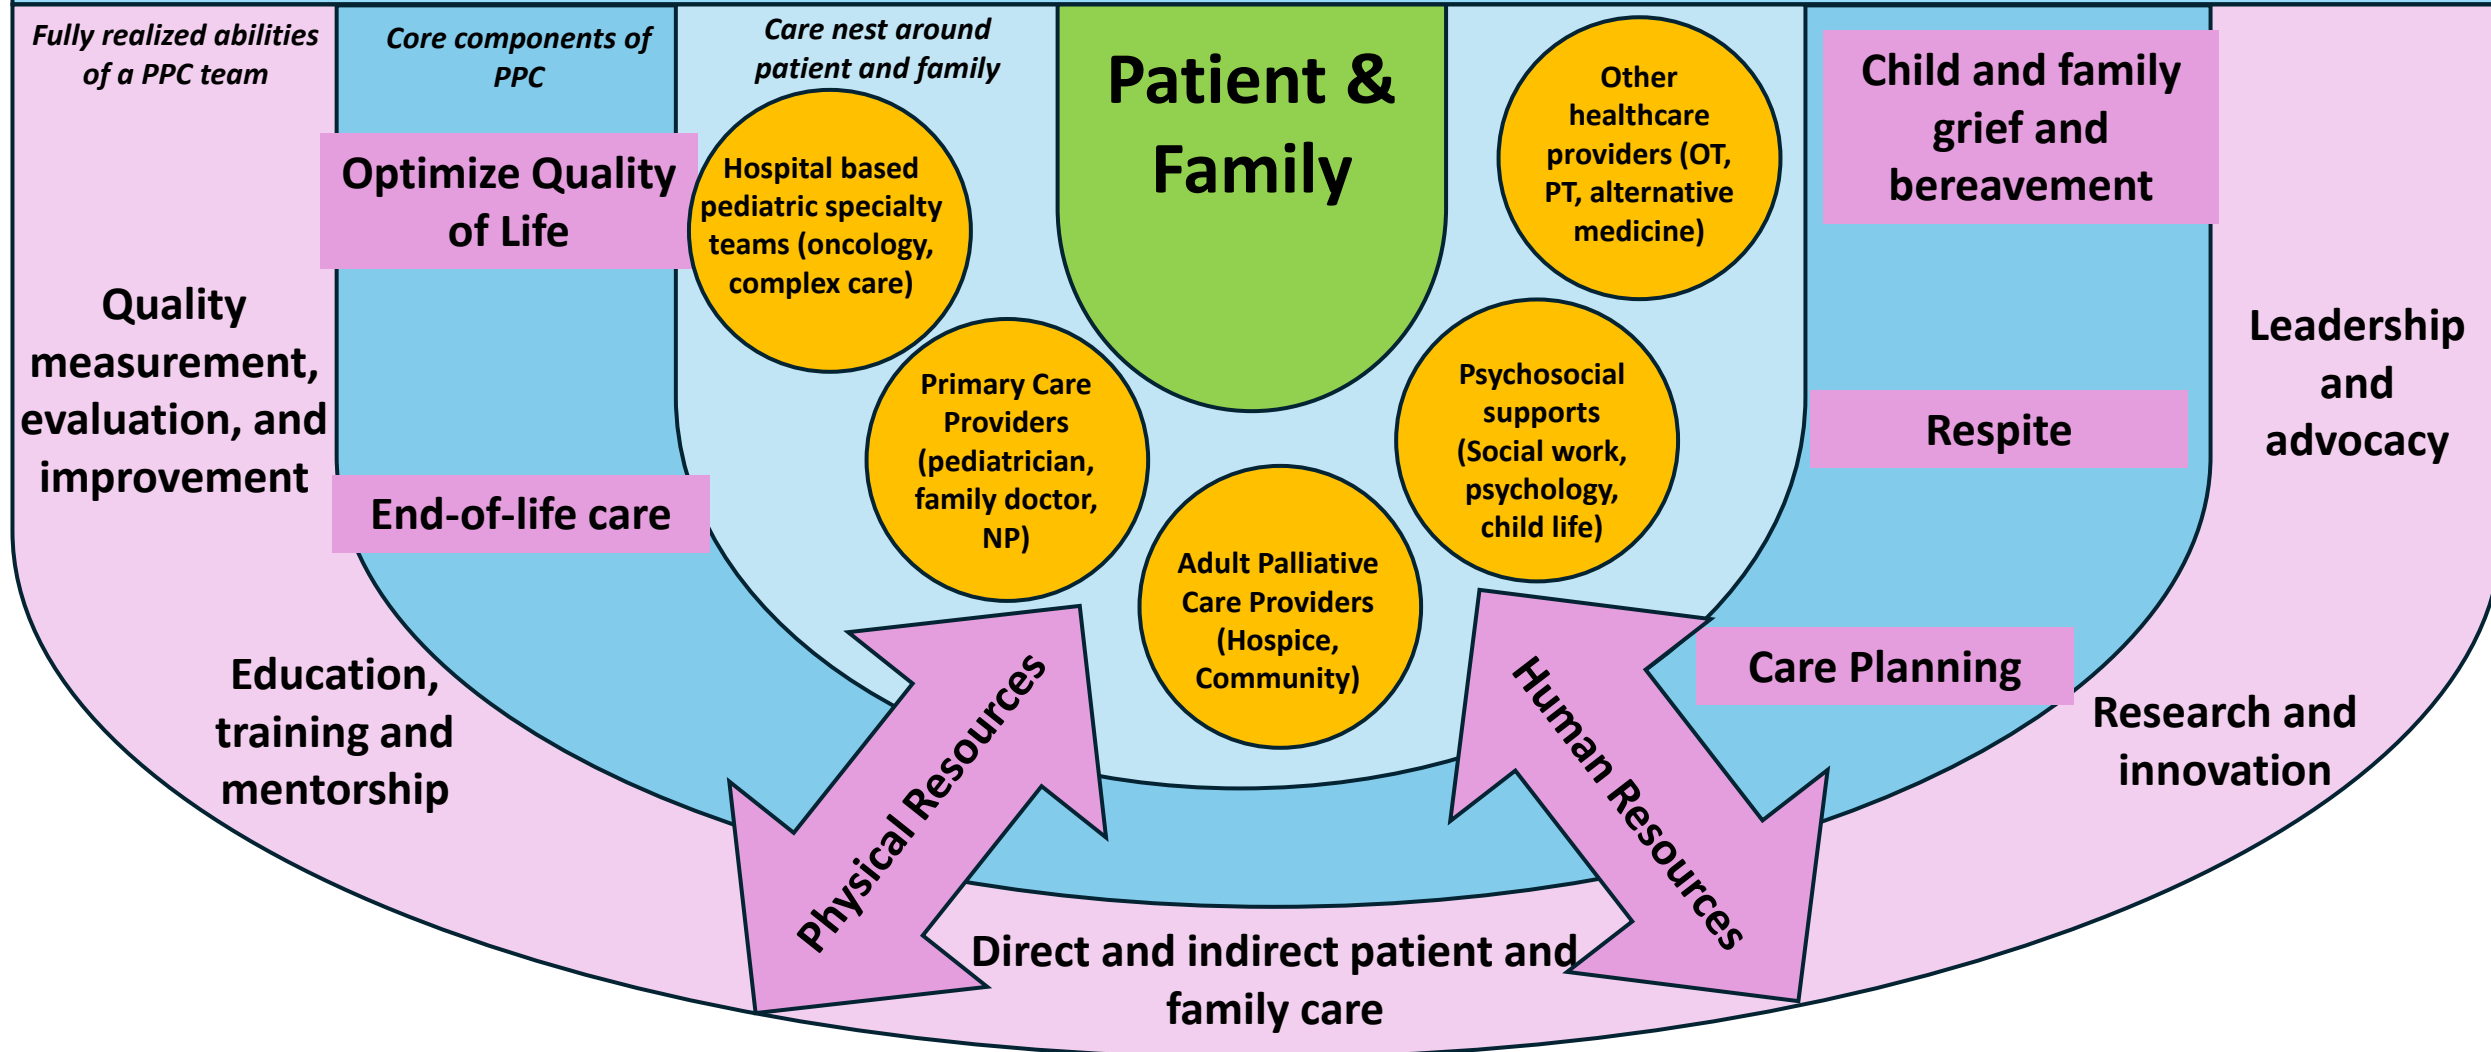 Fully realized abilities
of a PPC team
Core components of
PPC
Care nest around
patient and family
Patient &
Family
Other
healthcare
providers (OT,
PT, alternative
medicine)
Child and family
grief and
bereavement
Optimize Quality
of Life
Hospital based
pediatric specialty
teams (oncology,
complex care)
Quality
measurement,
evaluation, and
improvement
Leadership
and
advocacy
Primary Care
Providers
(pediatrician,
family doctor,
NP)
Psychosocial
supports
(Social work,
psychology,
child life)
Respite
End-of-life care
Adult Palliative
Care Providers
(Hospice,
Community)
Care Planning
Education,
training and
mentorship
Physical Resources
Human Resources
Research and
innovation
Direct and indirect patient and
family care